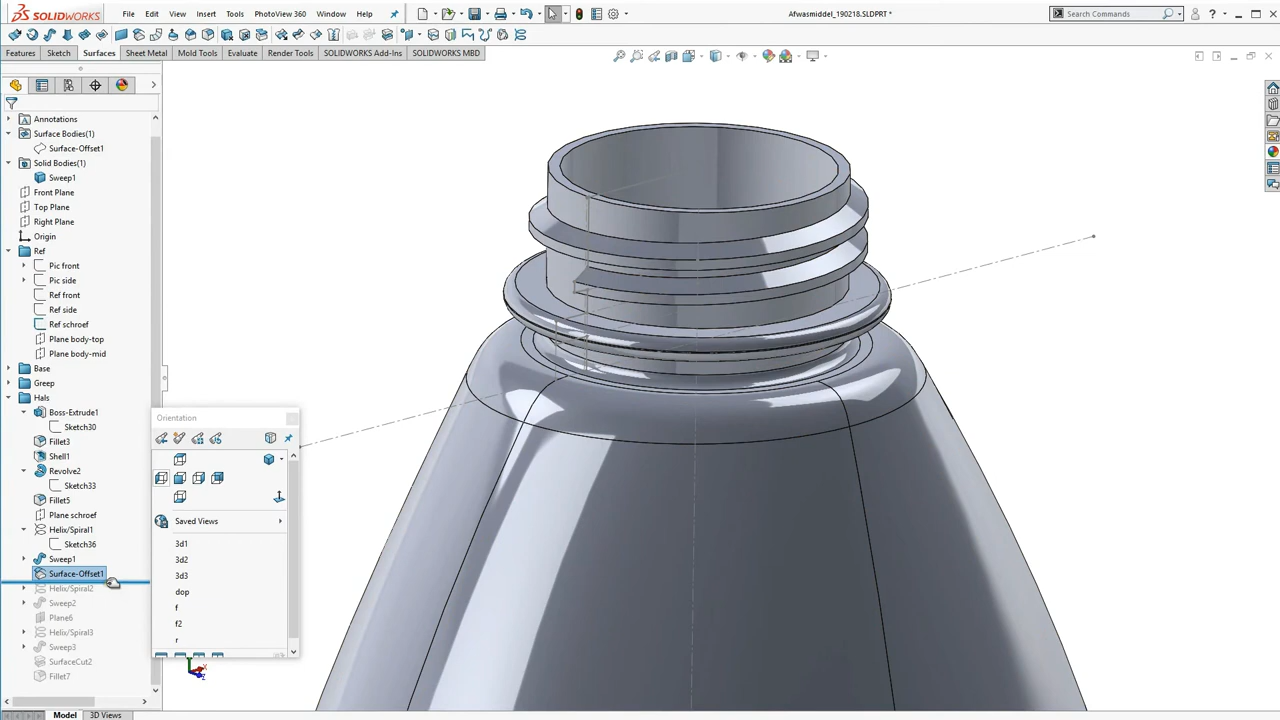 SOLIDWORKS File Edit View Insert Tools PhotoView 360 Window Help Afwasmiddel_190218.SLDPRT * Search Commands
Features Sketch Surfaces Sheet Metal Mold Tools Evaluate Render Tools SOLIDWORKS Add-Ins SOLIDWORKS MBD
Annotations
Surface Bodies(1)
Surface-Offset1
Solid Bodies(1)
Sweep1
Front Plane
Top Plane
Right Plane
Origin
Ref
Pic front
Pic side
Ref front
Ref side
Ref schroef
Plane body-top
Plane body-mid
Base
Greep
Hals
Boss-Extrude1
Sketch30
Fillet3
Shell1
Revolve2
Sketch33
Fillet5
Plane schroef
Helix/Spiral1
Sketch36
Sweep1
Surface-Offset1
Helix/Spiral2
Sweep2
Plane6
Helix/Spiral3
Sweep3
SurfaceCut2
Fillet7
Orientation
Saved Views
3d1
3d2
3d3
dop
f
f2
r
Model 3D Views